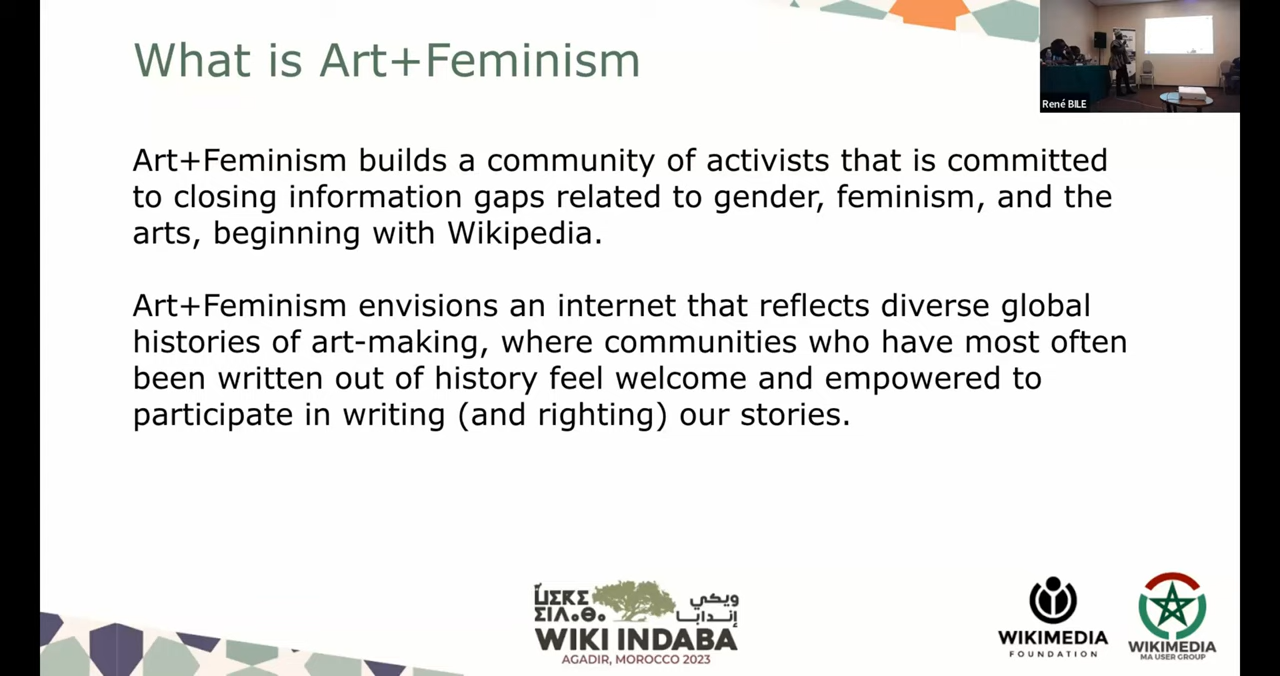 What is Art+Feminism
René BILE
Art+Feminism builds a community of activists that is committed
to closing information gaps related to gender, feminism, and the
arts, beginning with Wikipedia.
Art+Feminism envisions an internet that reflects diverse global
histories of art-making, where communities who have most often
been written out of history feel welcome and empowered to
participate in writing (and righting) our stories.
ويكي
إندابا
WIKI INDABA
AGADIR, MOROCCO 2023
WIKIMEDIA
FOUNDATION
WIKIMEDIA
MA USER GROUP